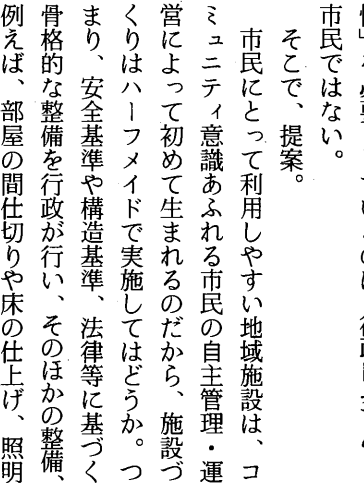 市民ではない。
そこで、提案。
市民にとって利用しやすい地域施設は、コ
ミュニティ意識あふれる市民の自主管理・運
営によって初めて生まれるのだから、施設づ
くりはハーフメイドで実施してはどうか。つ
まり、安全基準や構造基準、法律等に基づく
骨格的な整備を行政が行い、そのほかの整備、
例えば、部屋の間仕切りや床の仕上げ、照明